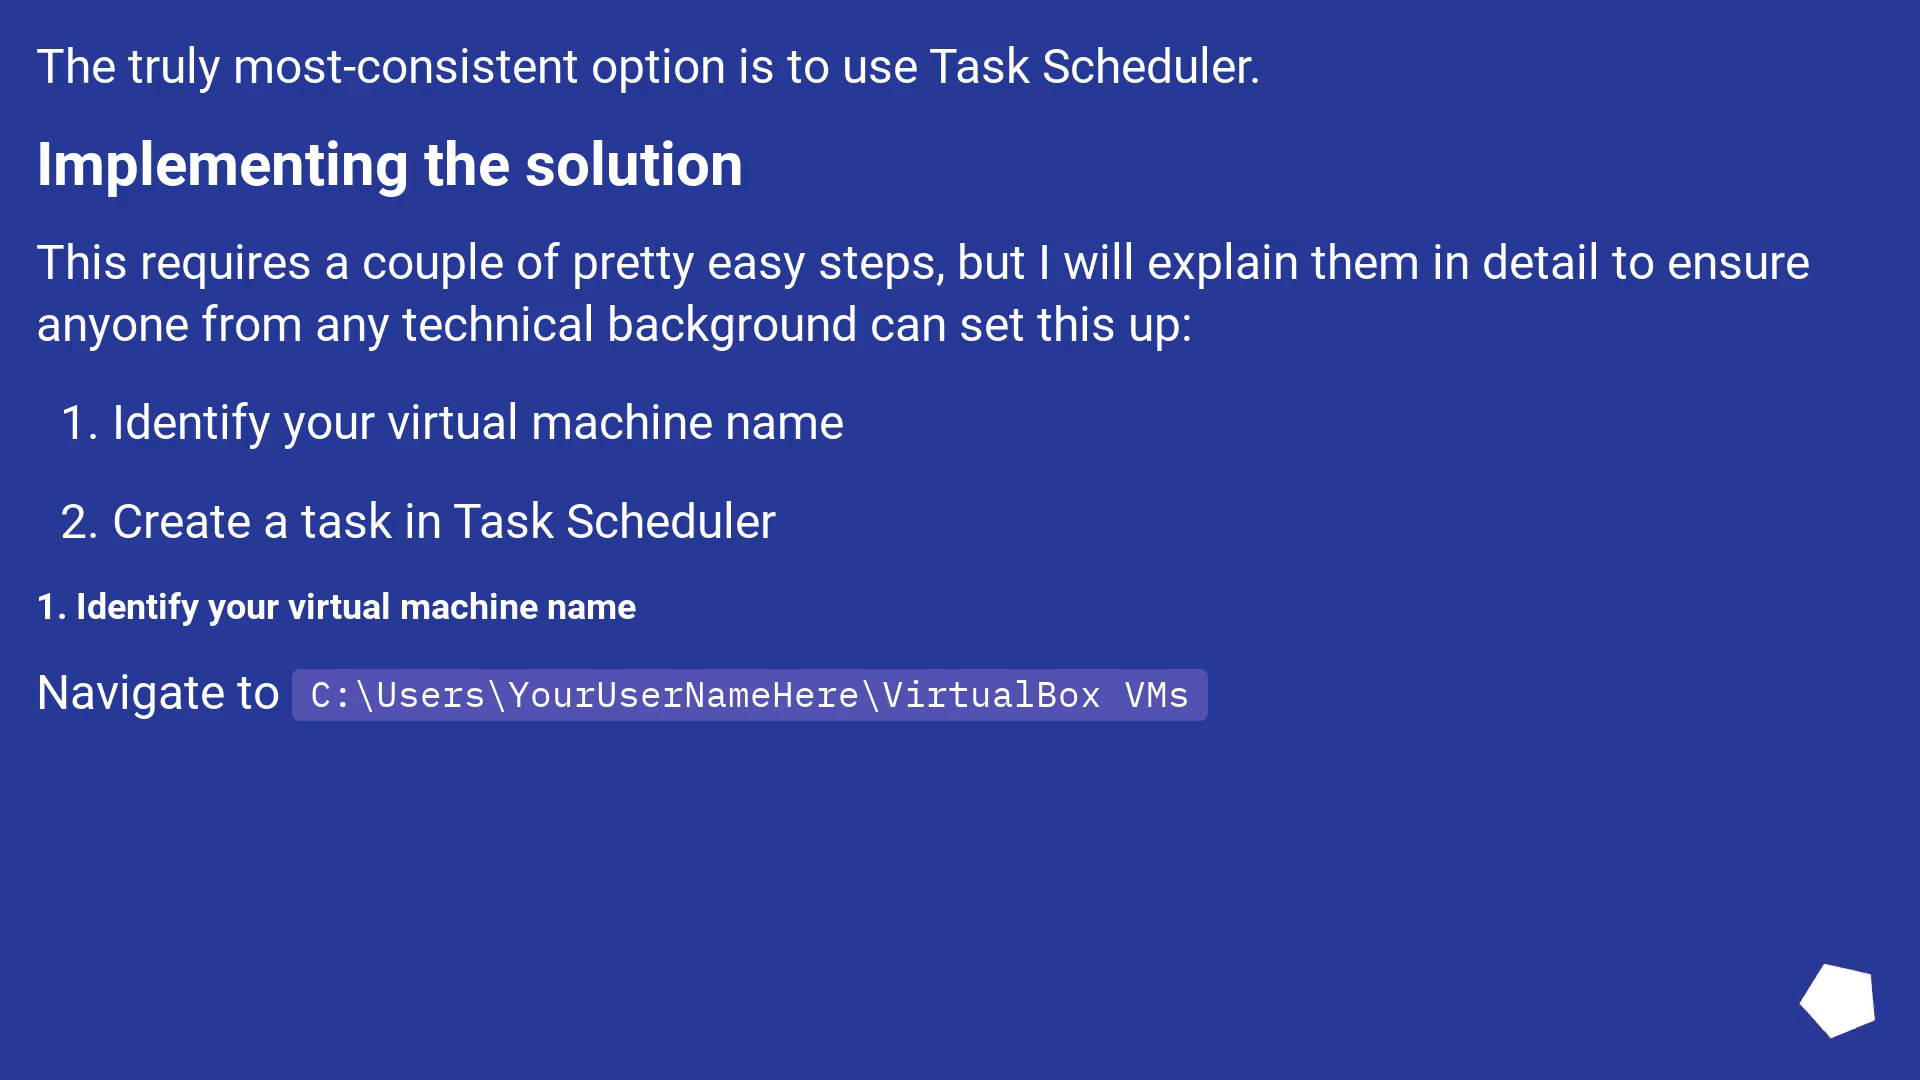 The truly most-consistent option is to use Task Scheduler.
Implementing the solution
This requires a couple of pretty easy steps, but I will explain them in detail to ensure
anyone from any technical background can set this up:
1. Identify your virtual machine name
2. Create a task in Task Scheduler
1. Identify your virtual machine name
Navigate to C:\Users\YourUserNameHere\VirtualBox VMs